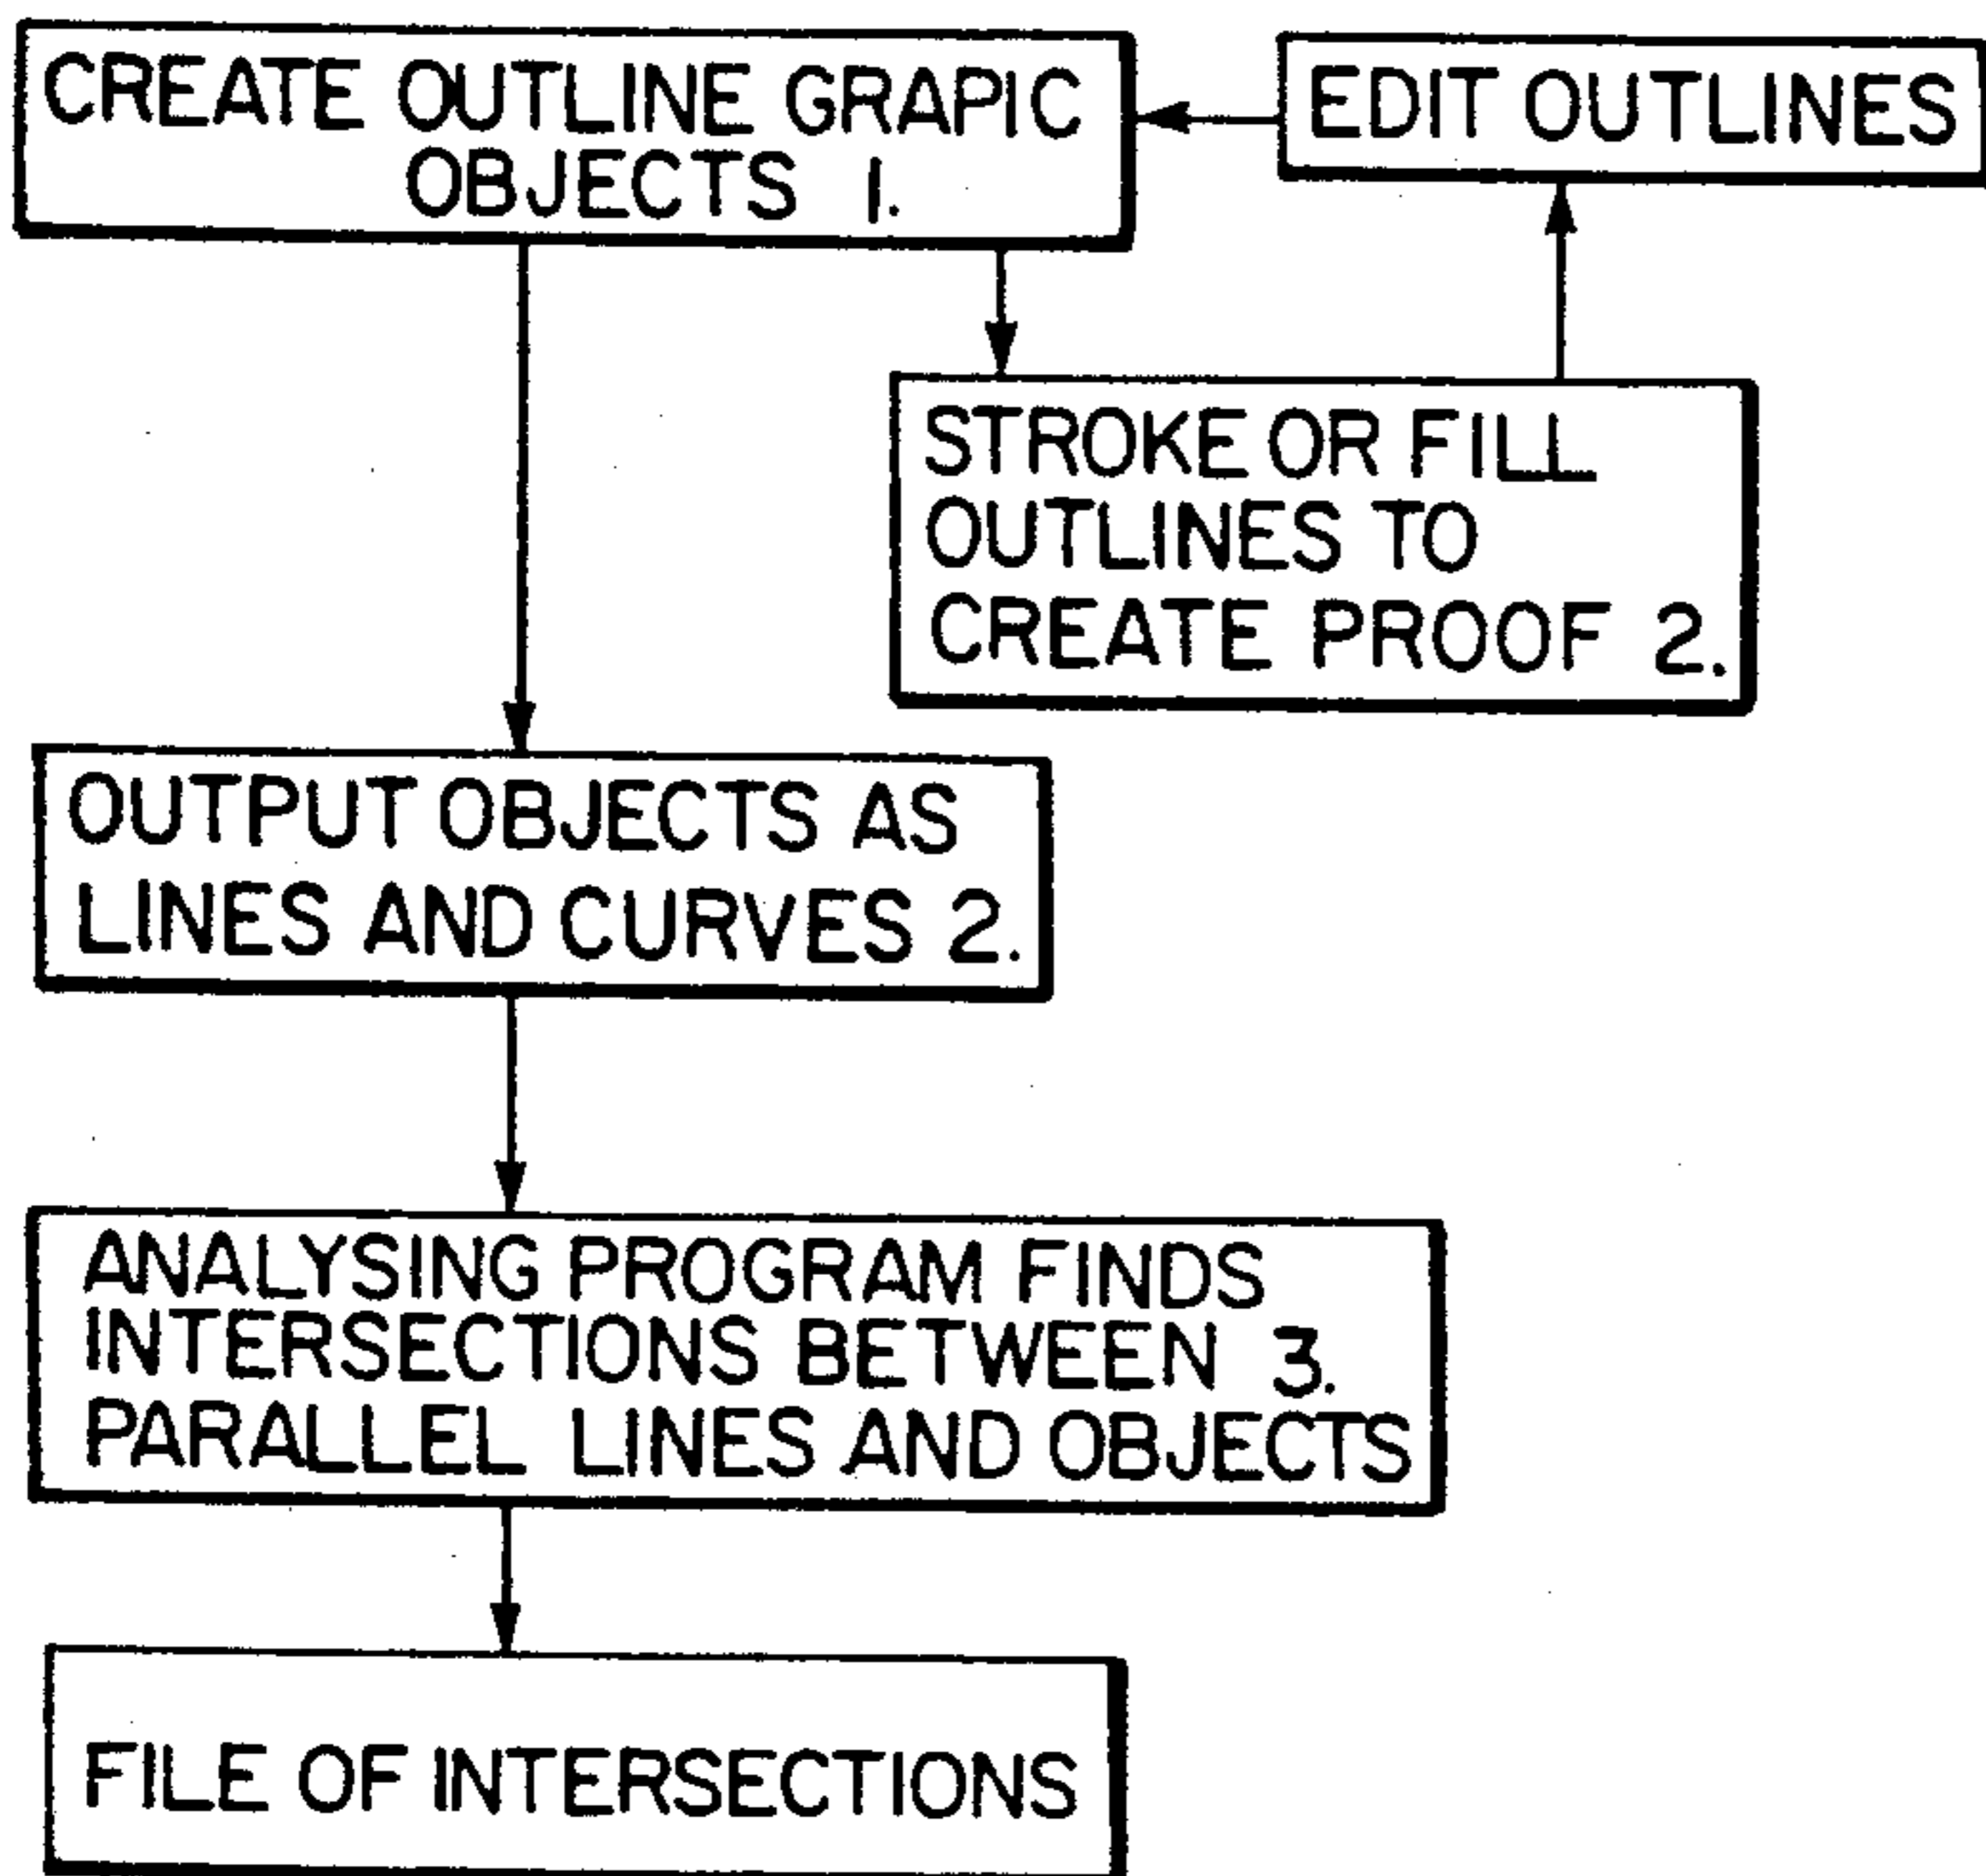 CREATE OUTLINE GRAPIC
OBJECTS 1.
EDIT OUTLINES
STROKE OR FILL
OUTLINES TO
CREATE PROOF 2.
OUTPUT OBJECTS AS
LINES AND CURVES 2.
ANALYSING PROGRAM FINDS
INTERSECTIONS BETWEEN 3.
PARALLEL LINES AND OBJECTS
FILE OF INTERSECTIONS